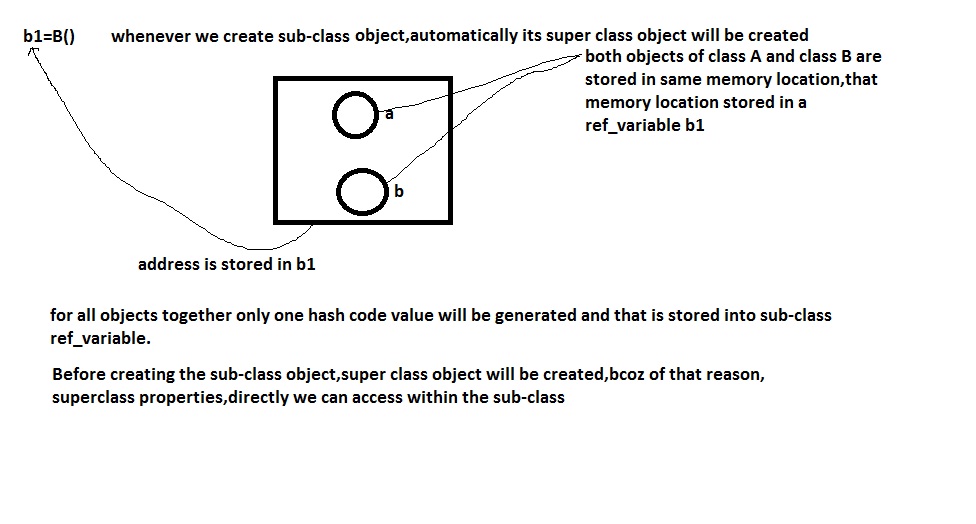 b1=B() whenever we create sub-class object,automatically its super class object will be created
both objects of class A and class B are
stored in same memory location,that
memory location stored in a
ref_variable b1
a
b
address is stored in b1
for all objects together only one hash code value will be generated and that is stored into sub-class
ref_variable.
Before creating the sub-class object,super class object will be created,bcoz of that reason,
superclass properties,directly we can access within the sub-class